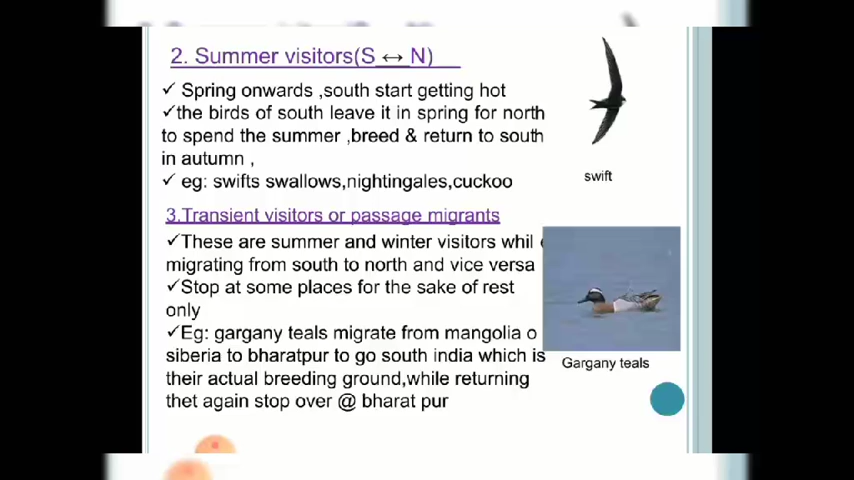 2. Summer visitors(S ↔ N)
✓ Spring onwards ,south start getting hot
✓the birds of south leave it in spring for north
to spend the summer ,breed & return to south
in autumn ,
✓ eg: swifts swallows,nightingales,cuckoo
swift
3.Transient visitors or passage migrants
✓These are summer and winter visitors whil
migrating from south to north and vice versa
✓Stop at some places for the sake of rest
only
✓Eg: gargany teals migrate from mangolia o
siberia to bharatpur to go south india which is
their actual breeding ground,while returning
thet again stop over @ bharat pur
Gargany teals